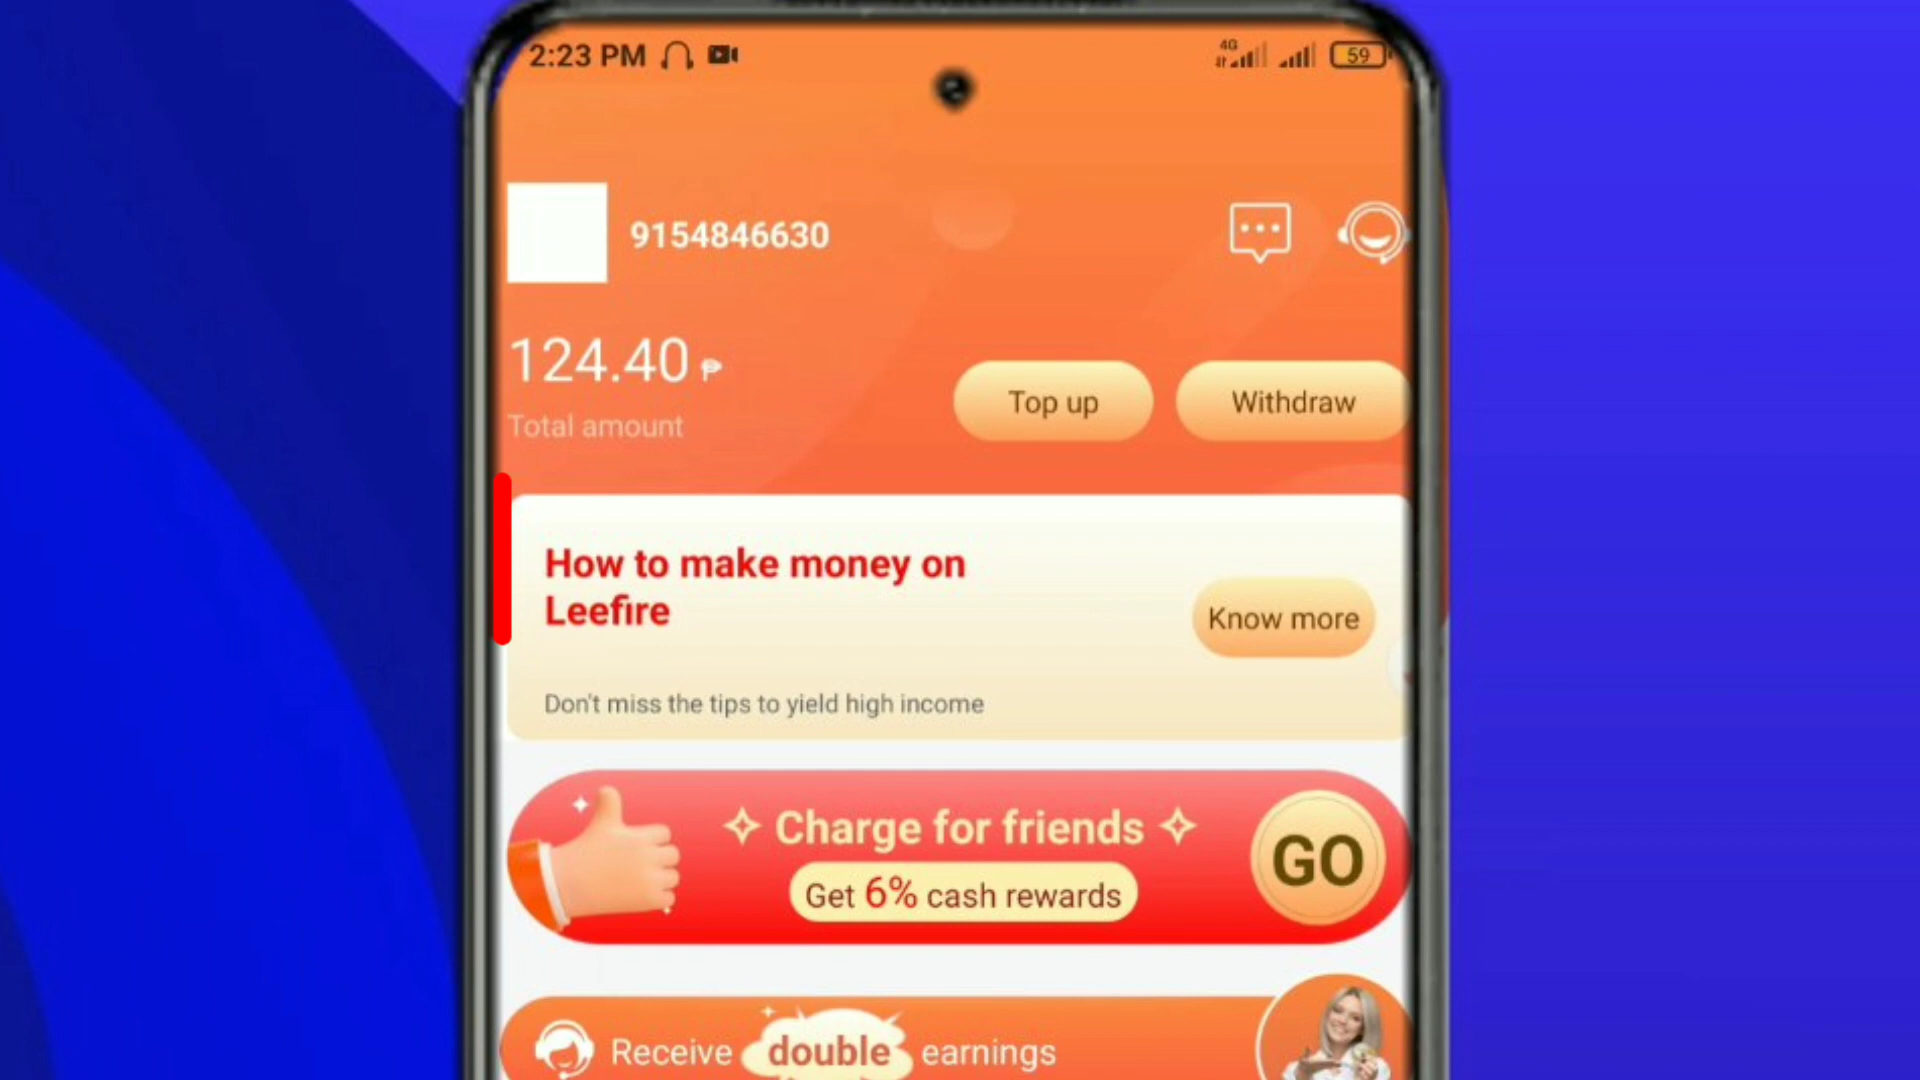 2:23 PM
4G
59
9154846630
124.40 ₱
Total amount
Top up
Withdraw
How to make money on
Leefire
Know more
Don't miss the tips to yield high income
Charge for friends
Get 6% cash rewards
GO
Receive double earnings